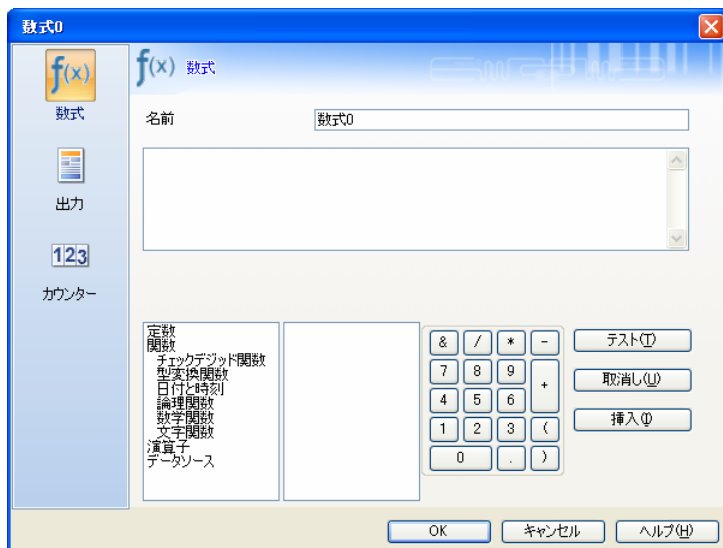 数式0
f(x)
数式
出力
123
カウンター
f(x) 数式
名前
数式0
定数
関数
チェックデジッド関数
型変換関数
日付と時刻
論理関数
数学関数
文字関数
演算子
データソース
& / * -
7 8 9 +
4 5 6
1 2 3 (
0 . )
テスト(T)
取消し(U)
挿入(I)
OK キャンセル ヘルプ(H)